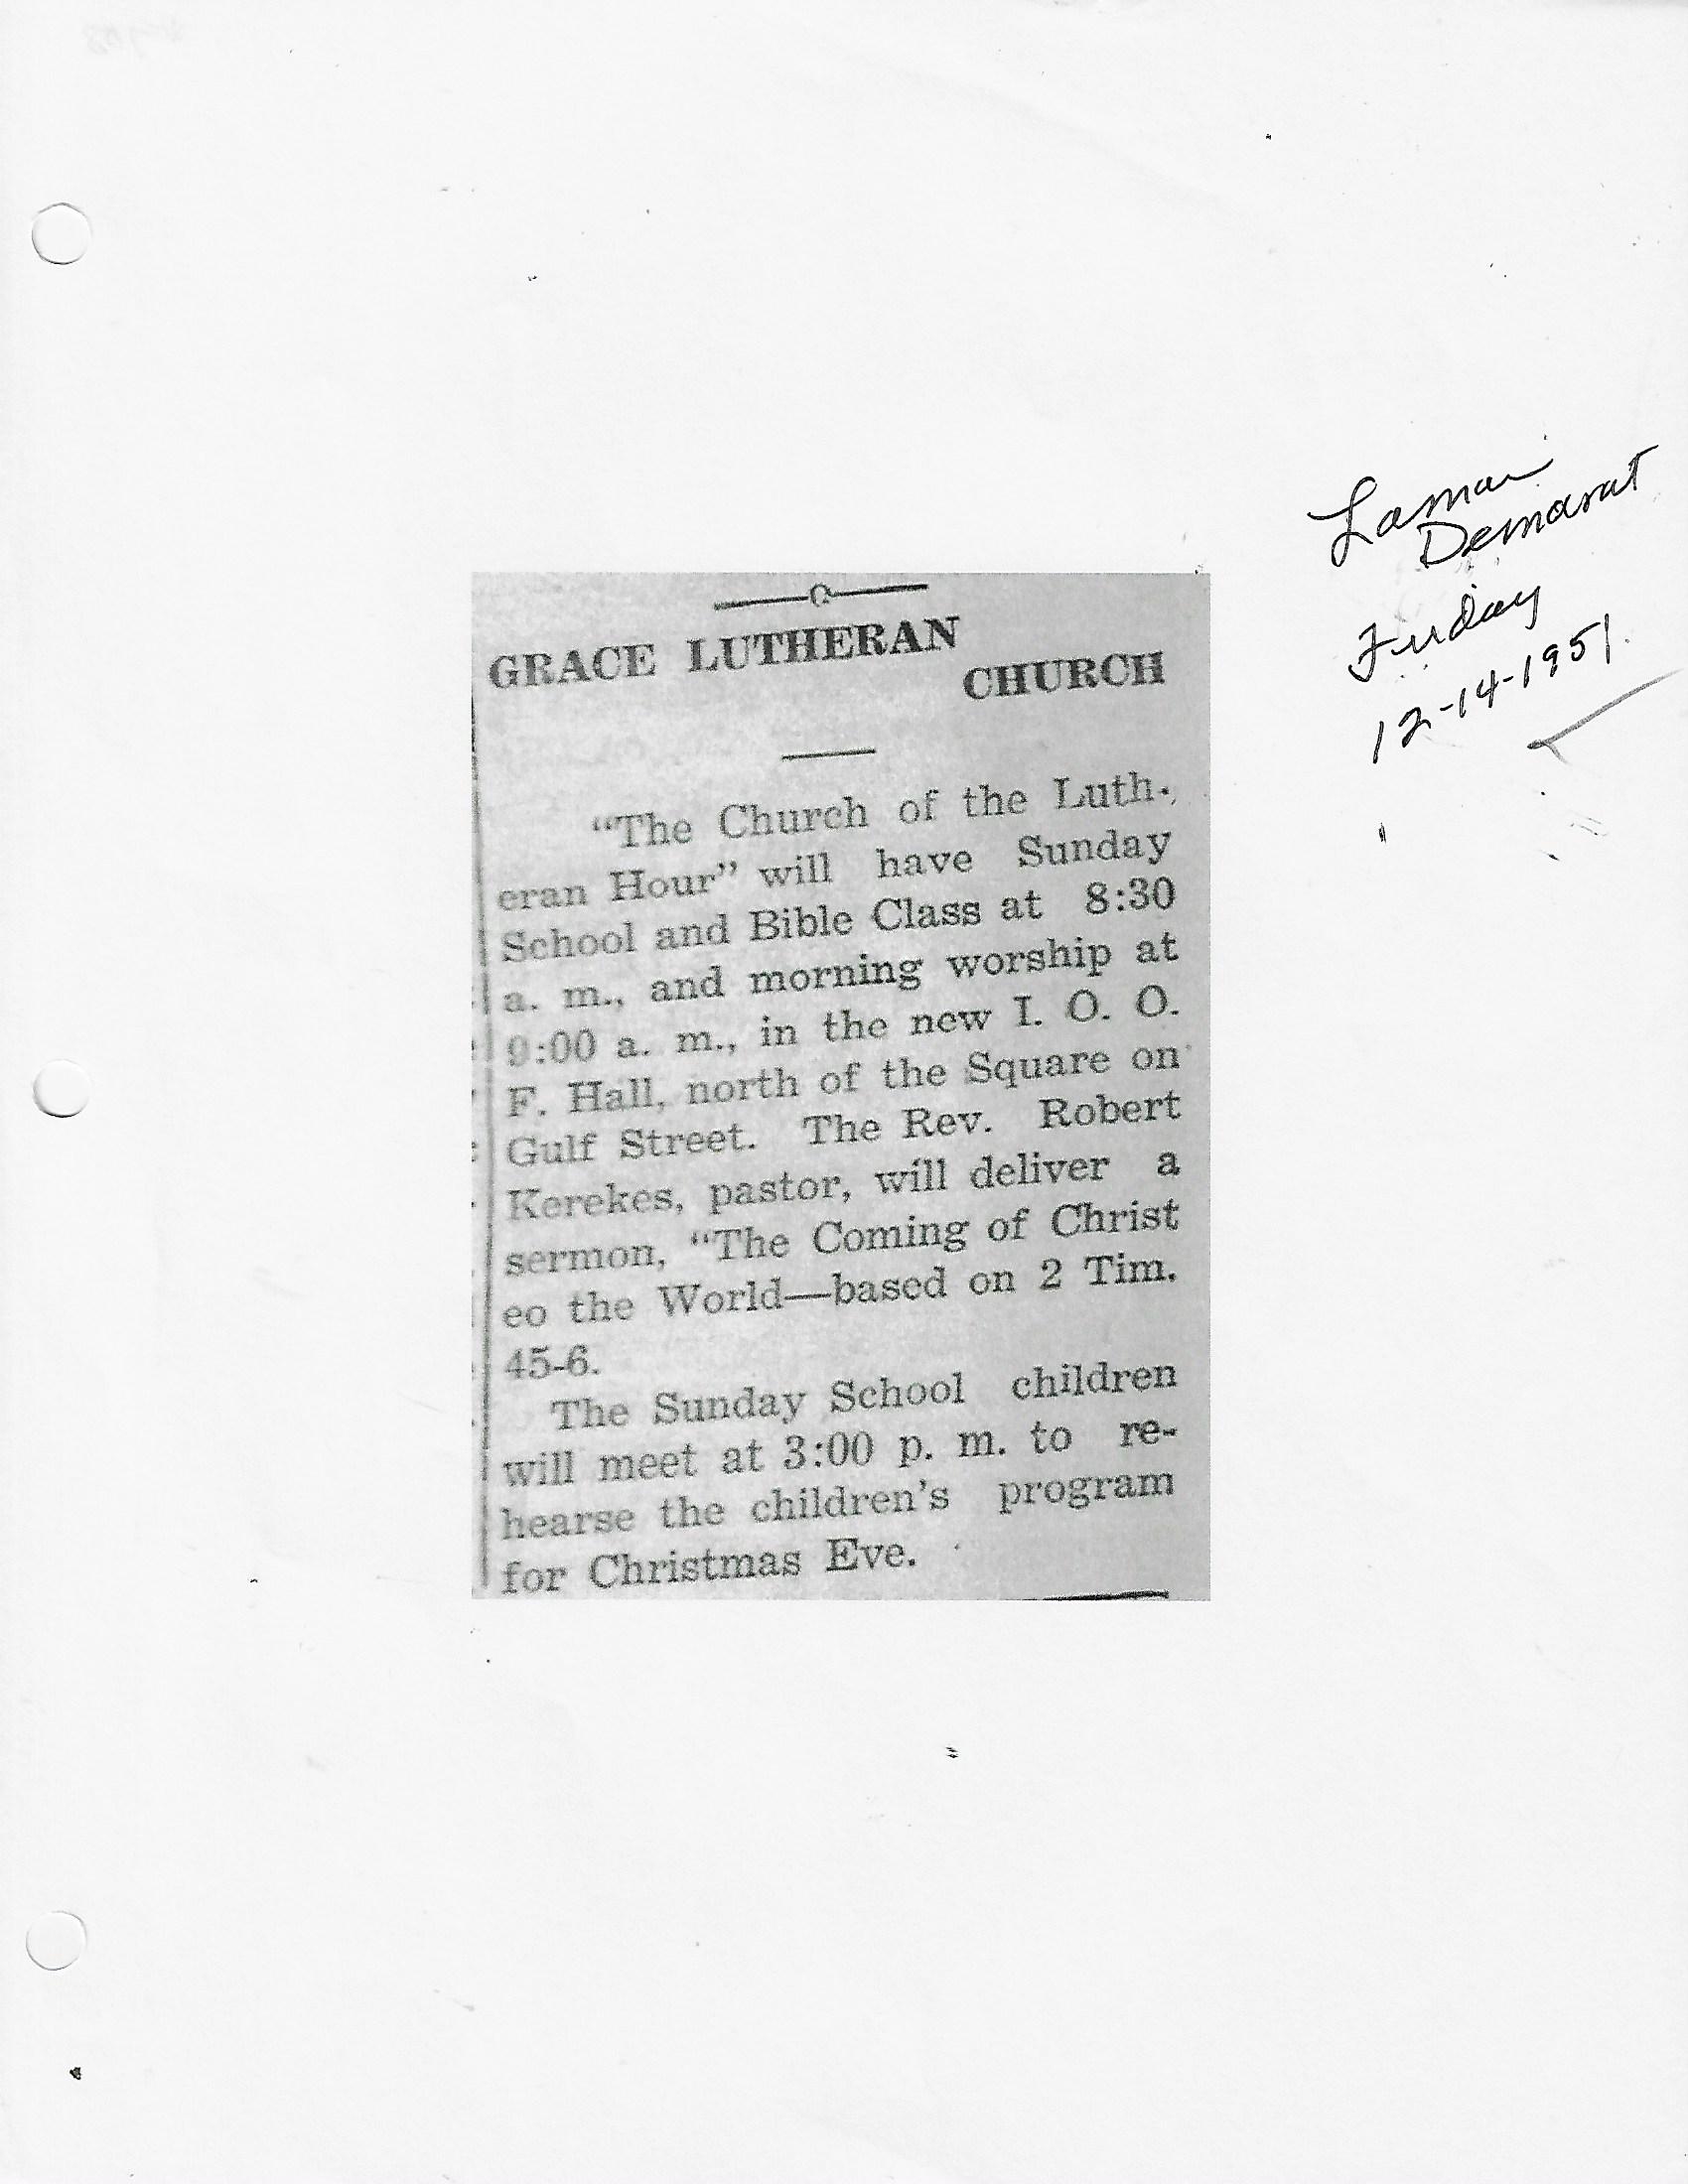 GRACE LUTHERAN
CHURCH
“The Church of the Luth-
eran Hour” will have Sunday
School and Bible Class at 8:30
a. m., and morning worship at
9:00 a. m., in the new I. O. O.
F. Hall, north of the Square on
Gulf Street. The Rev. Robert
Kerekes, pastor, will deliver a
sermon, “The Coming of Christ
eo the World—based on 2 Tim.
45-6.
The Sunday School children
will meet at 3:00 p. m. to re-
hearse the children’s program
for Christmas Eve.
Lamar
Demarat
Friday
12-14-1951.